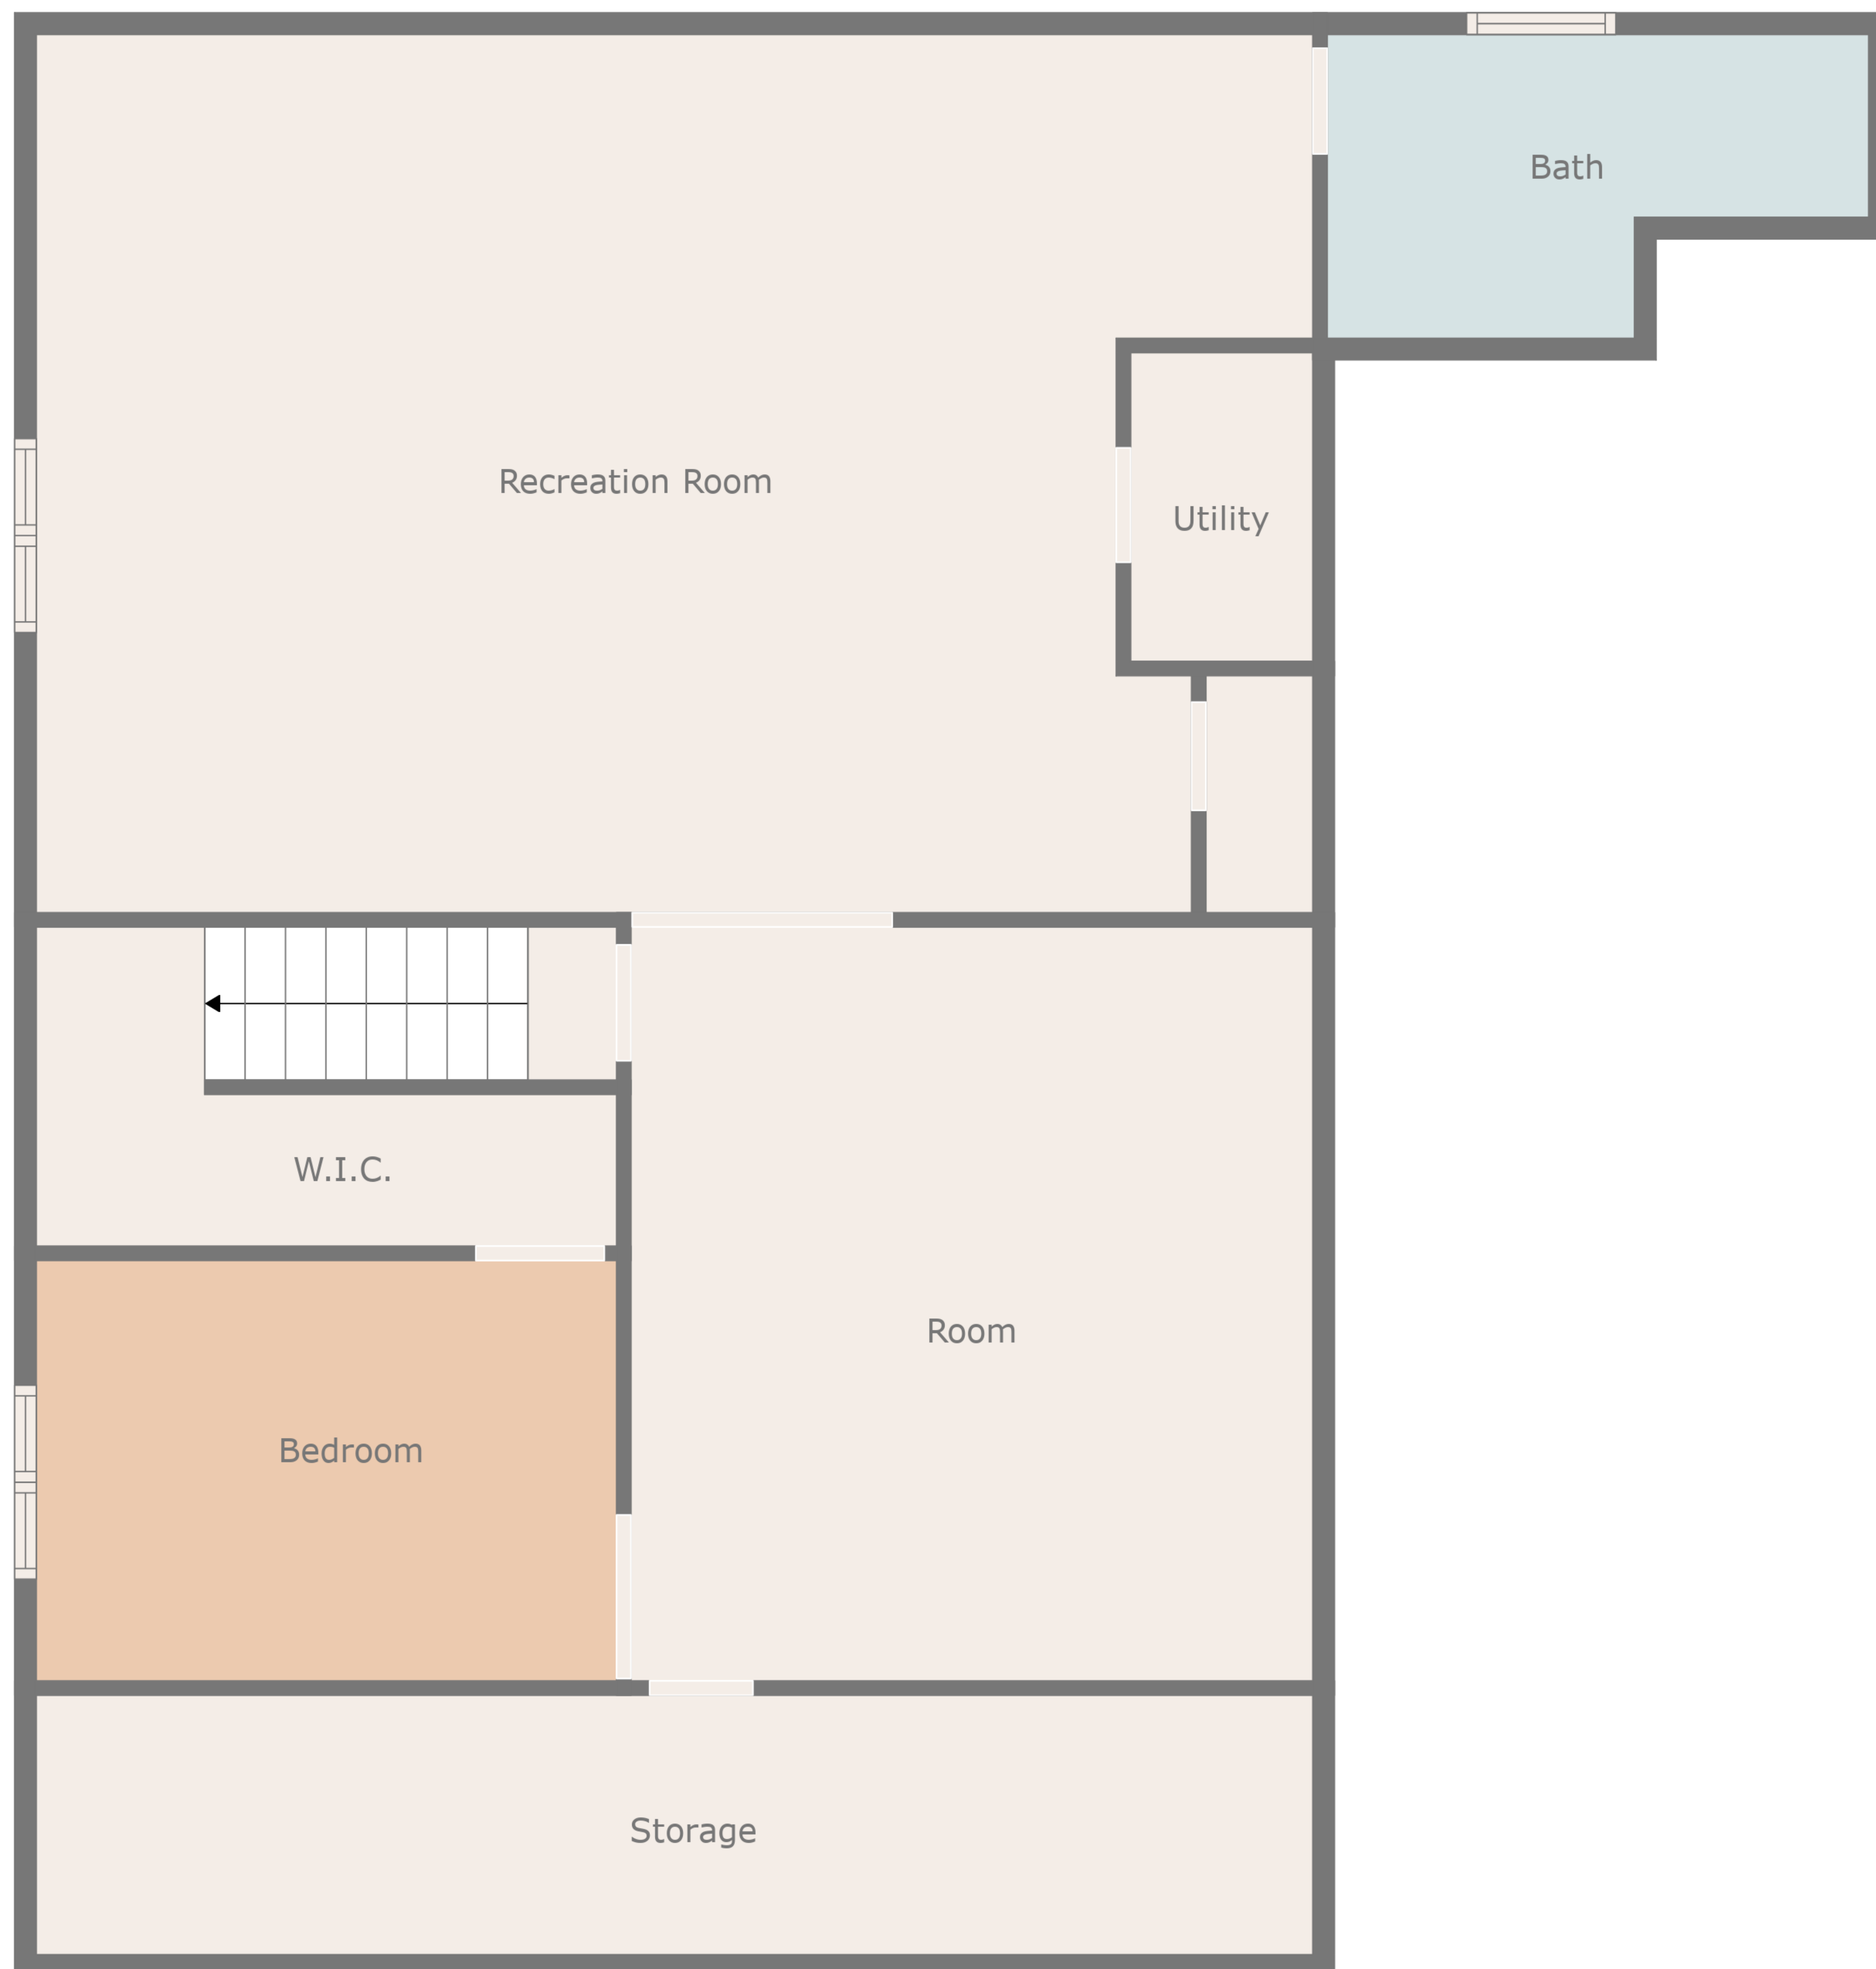 Bath
Recreation Room
Utility
W.I.C.
Room
Bedroom
Storage